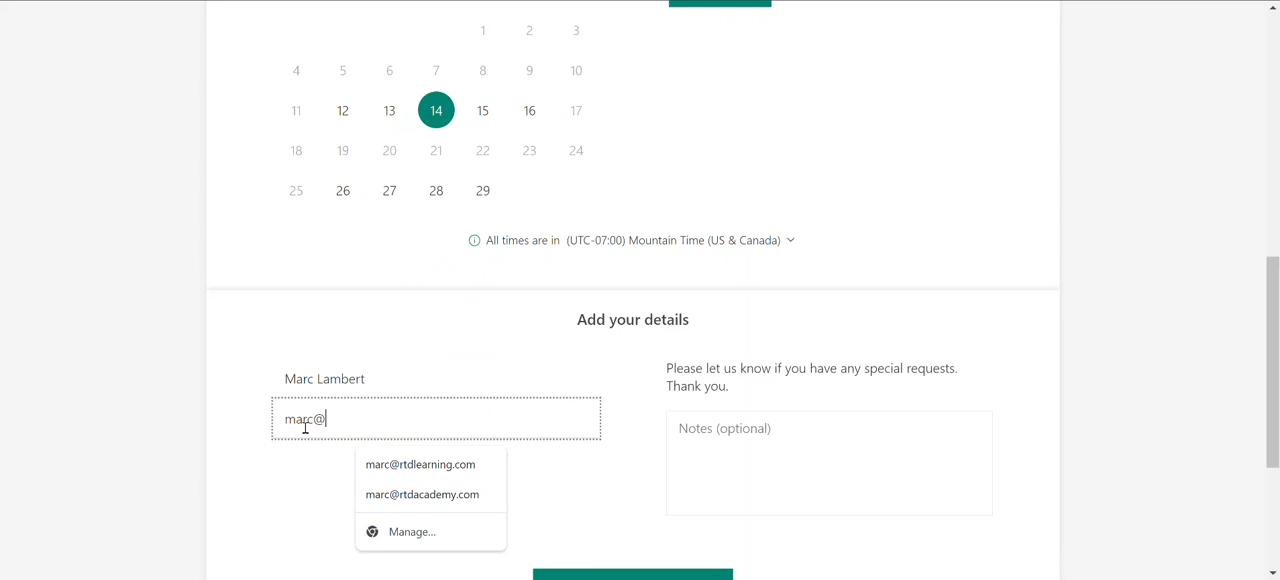 1 2 3
4 5 6 7 8 9 10
11 12 13 14 15 16 17
18 19 20 21 22 23 24
25 26 27 28 29
All times are in (UTC-07:00) Mountain Time (US & Canada)
Add your details
Marc Lambert
marc@
marc@rtdlearning.com
marc@rtdacademy.com
Manage...
Please let us know if you have any special requests.
Thank you.
Notes (optional)